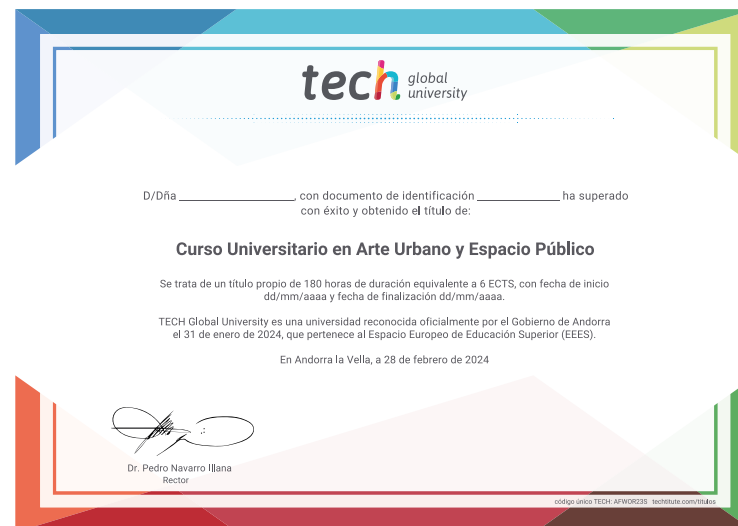 tech global university
D/Dña ____________________, con documento de identificación ______________ ha superado
con éxito y obtenido el título de:
Curso Universitario en Arte Urbano y Espacio Público
Se trata de un título propio de 180 horas de duración equivalente a 6 ECTS, con fecha de inicio
dd/mm/aaaa y fecha de finalización dd/mm/aaaa.
TECH Global University es una universidad reconocida oficialmente por el Gobierno de Andorra
el 31 de enero de 2024, que pertenece al Espacio Europeo de Educación Superior (EEES).
En Andorra la Vella, a 28 de febrero de 2024
Dr. Pedro Navarro Illana
Rector
código único TECH: AFWOR23S techtitute.com/titulos